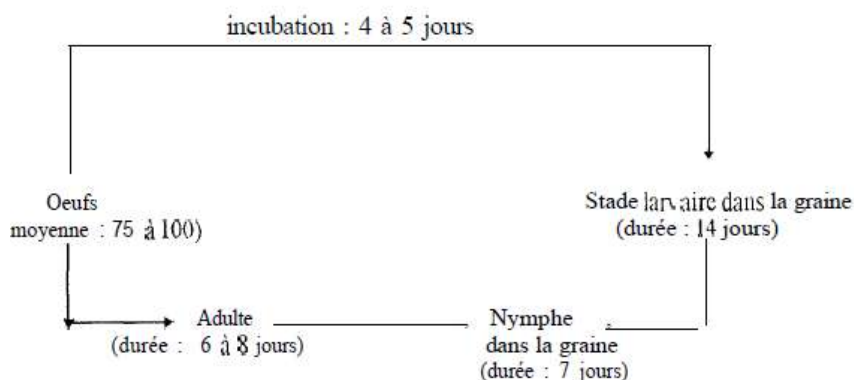 incubation : 4 à 5 jours
Oeufs
moyenne : 75 à 100)
Stade larvaire dans la graine
(durée : 14 jours)
Adulte
(durée : 6 à 8 jours)
Nymphe
dans la graine
(durée : 7 jours)